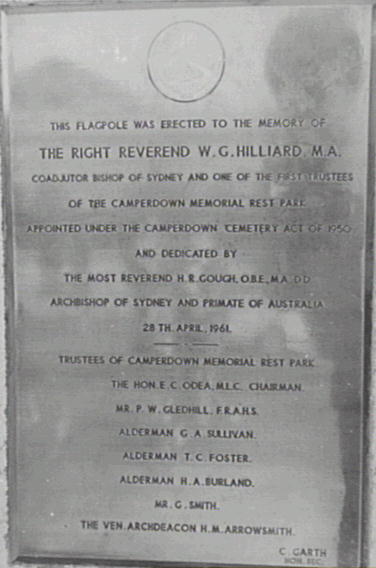 THIS FLAGPOLE WAS ERECTED TO THE MEMORY OF
THE RIGHT REVEREND W.G.HILLIARD, M.A.
COADJUTOR BISHOP OF SYDNEY AND ONE OF THE FIRST TRUSTEES
OF THE CAMPERDOWN MEMORIAL REST PARK
APPOINTED UNDER THE CAMPERDOWN CEMETERY ACT OF 1950
AND DEDICATED BY
THE MOST REVEREND H.R.GOUGH, O.B.E., M.A. D.D.
ARCHBISHOP OF SYDNEY AND PRIMATE OF AUSTRALIA
28 TH. APRIL, 1961.
TRUSTEES OF CAMPERDOWN MEMORIAL REST PARK
THE HON. E.C. ODEA, M.L.C. CHAIRMAN.
MR. P. W. GLEDHILL, F.R.A.H.S.
ALDERMAN G. A. SULLIVAN.
ALDERMAN T. C. FOSTER.
ALDERMAN H. A. BURLAND.
MR. G. SMITH.
THE VEN. ARCHDEACON H. M. ARROWSMITH.
C. GARTH
HON. SEC.